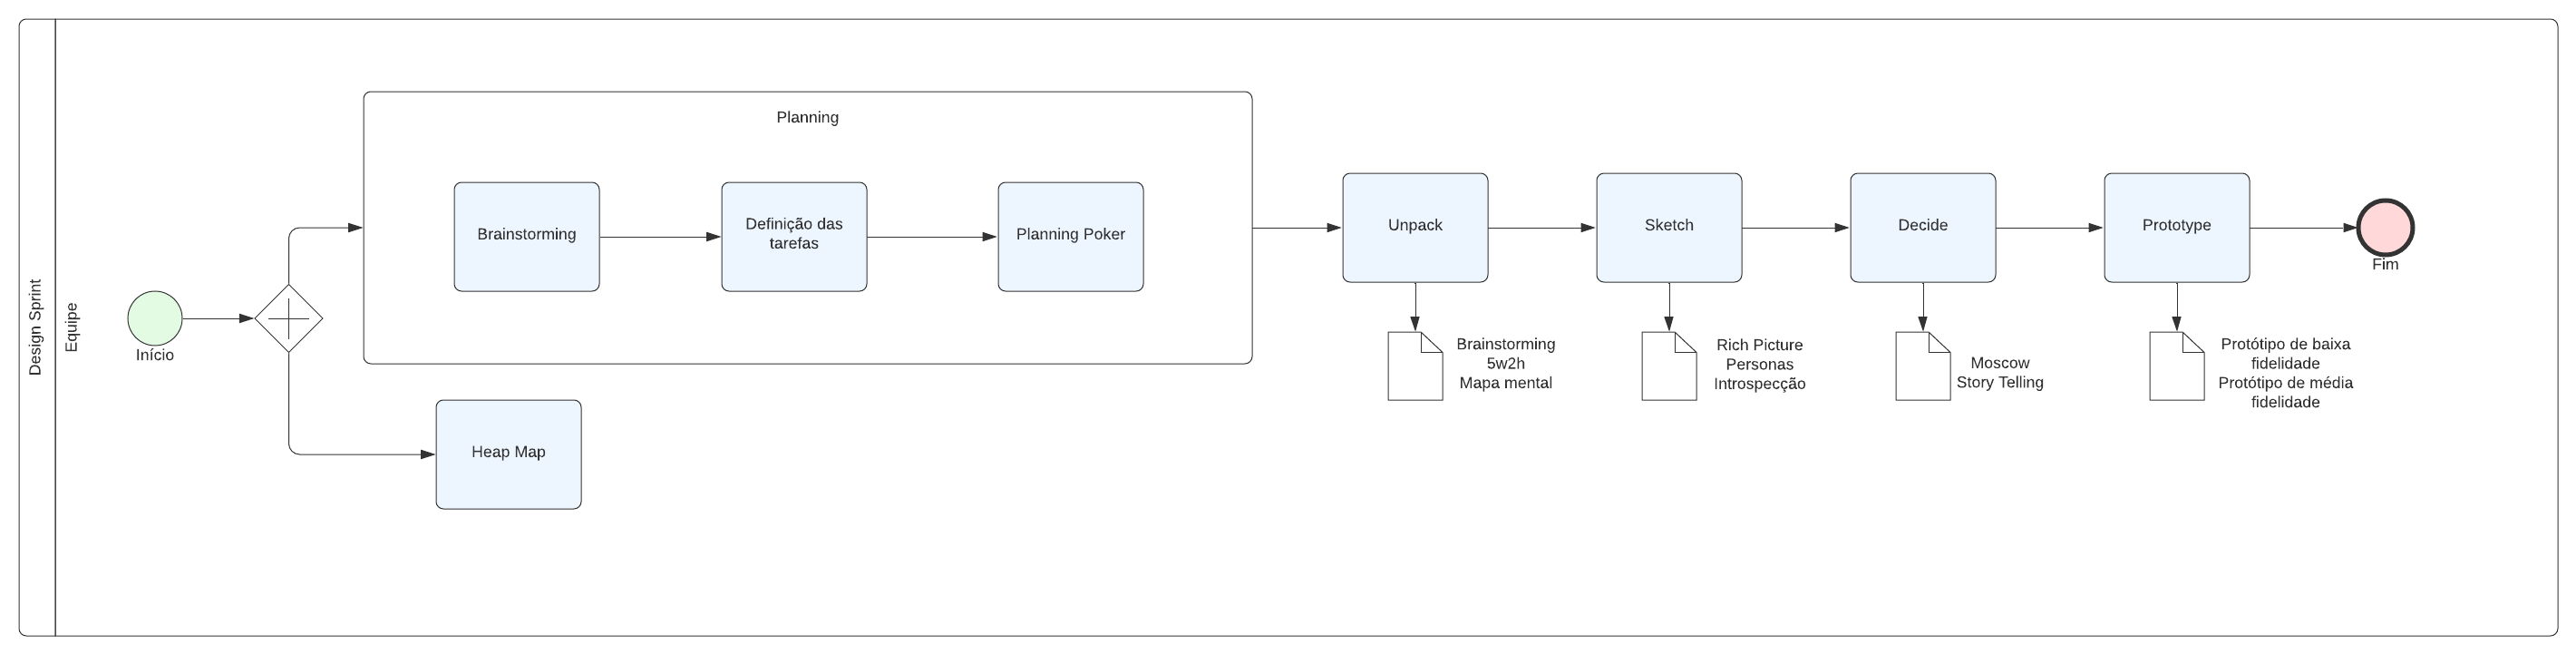 Design Sprint
Equipe
Início
Planning
Brainstorming
Definição das
tarefas
Planning Poker
Heap Map
Unpack
Brainstorming
5w2h
Mapa mental
Sketch
Rich Picture
Personas
Introspecção
Decide
Moscow
Story Telling
Prototype
Protótipo de baixa
fidelidade
Protótipo de média
fidelidade
Fim